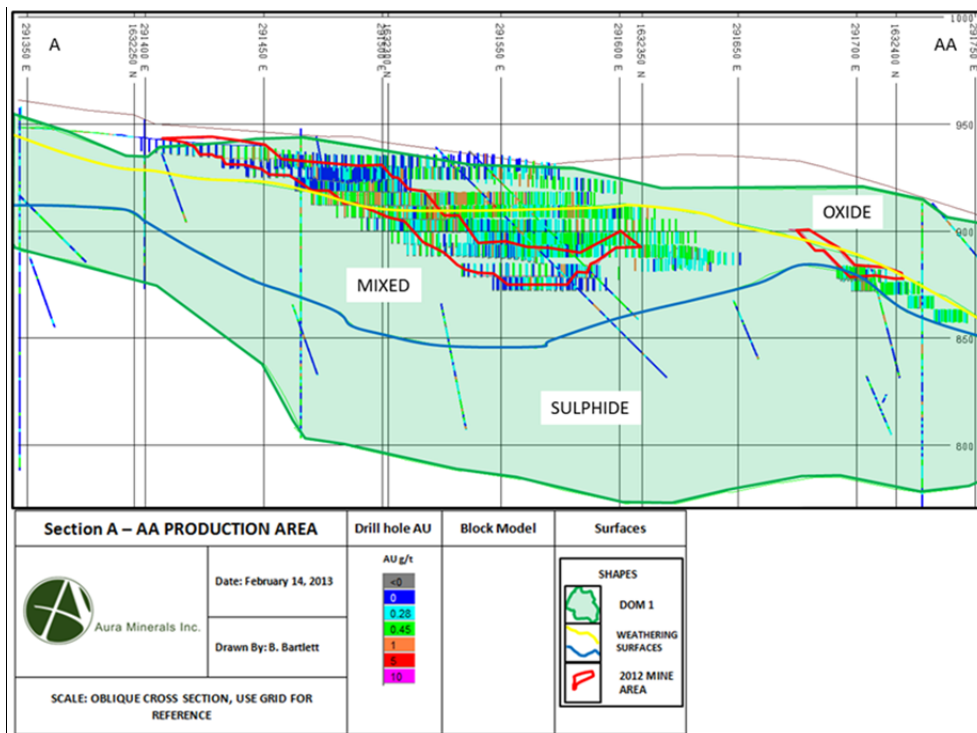 291350 E
1632250 N
291400 E
291450 E
291500 E
1632300 N
291550 E
291600 E
1632350 N
291650 E
291700 E
1632400 N
291750 E
1000
A
AA
950
OXIDE
900
MIXED
850
SULPHIDE
800
Section A – AA PRODUCTION AREA
Drill hole AU
Block Model
Surfaces
Aura Minerals Inc.
Date: February 14, 2013
Drawn By: B. Bartlett
SCALE: OBLIQUE CROSS SECTION, USE GRID FOR
REFERENCE
AU g/t
<0
0
0.28
0.45
1
5
10
SHAPES
DOM 1
WEATHERING
SURFACES
2012 MINE
AREA